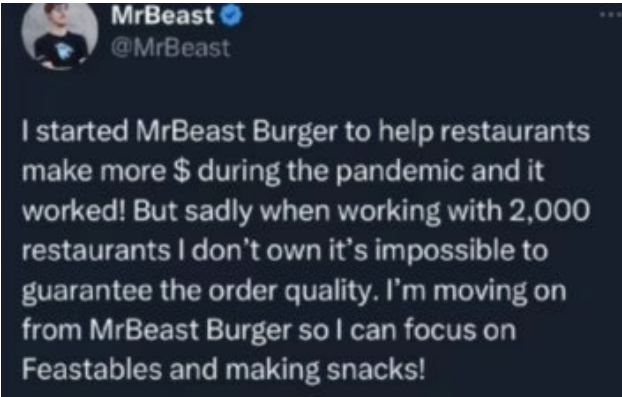 MrBeast
@MrBeast
I started MrBeast Burger to help restaurants
make more $ during the pandemic and it
worked! But sadly when working with 2,000
restaurants I don’t own it’s impossible to
guarantee the order quality. I’m moving on
from MrBeast Burger so I can focus on
Feastables and making snacks!